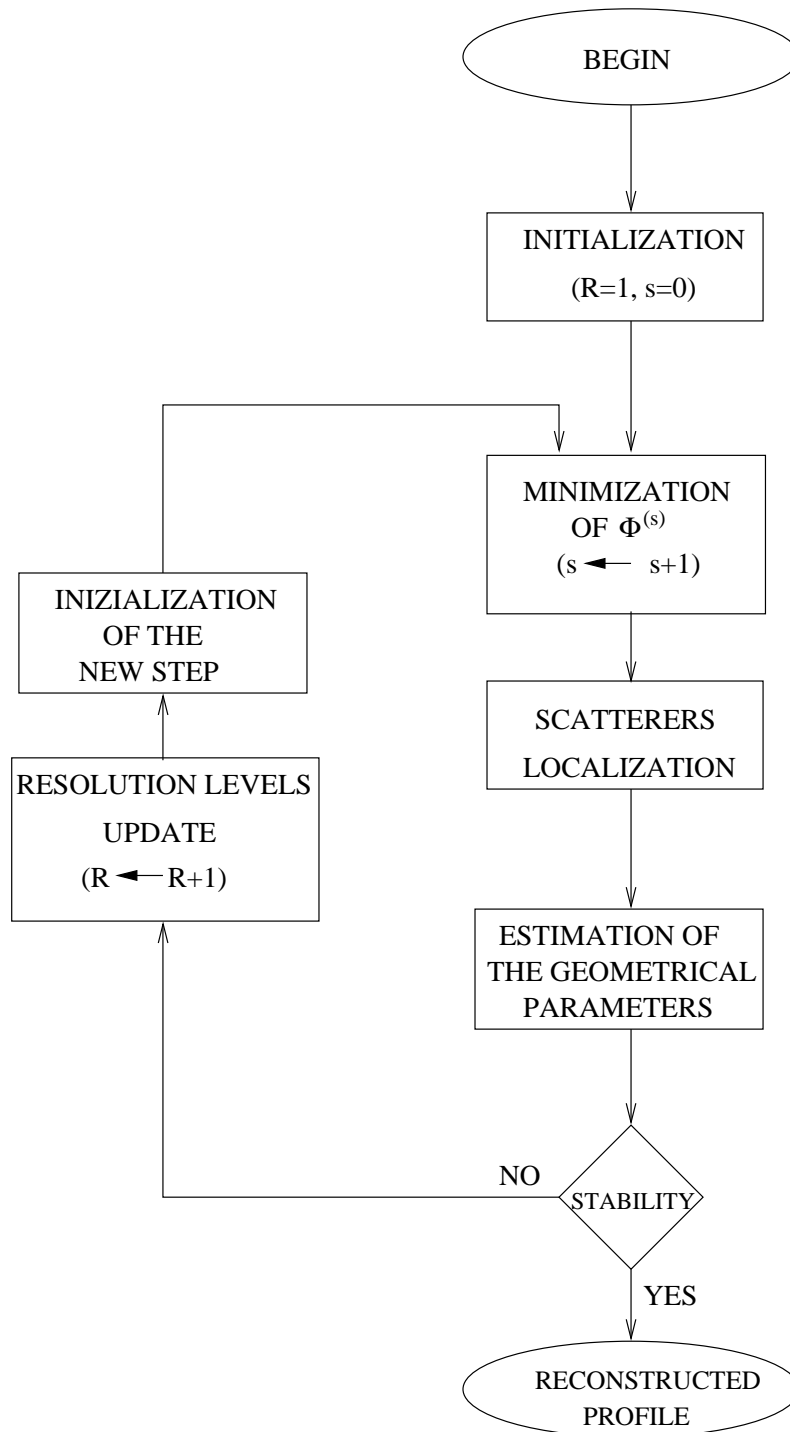 BEGIN
INITIALIZATION
(R=1, s=0)
MINIMIZATION
OF Φ(s)
(s ← s+1)
SCATTERERS
LOCALIZATION
ESTIMATION OF
THE GEOMETRICAL
PARAMETERS
STABILITY
NO
YES
RESOLUTION LEVELS
UPDATE
(R ← R+1)
INIZIALIZATION
OF THE
NEW STEP
RECONSTRUCTED
PROFILE